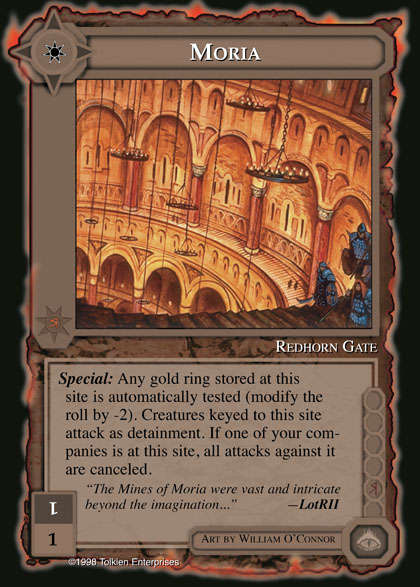 MORIA
REDHORN GATE
Special: Any gold ring stored at this
site is automatically tested (modify the
roll by -2). Creatures keyed to this site
attack as detainment. If one of your com-
panies is at this site, all attacks against it
are canceled.
“The Mines of Moria were vast and intricate
beyond the imagination...” —LotRII
1
1
ART BY WILLIAM O’CONNOR
©1998 Tolkien Enterprises